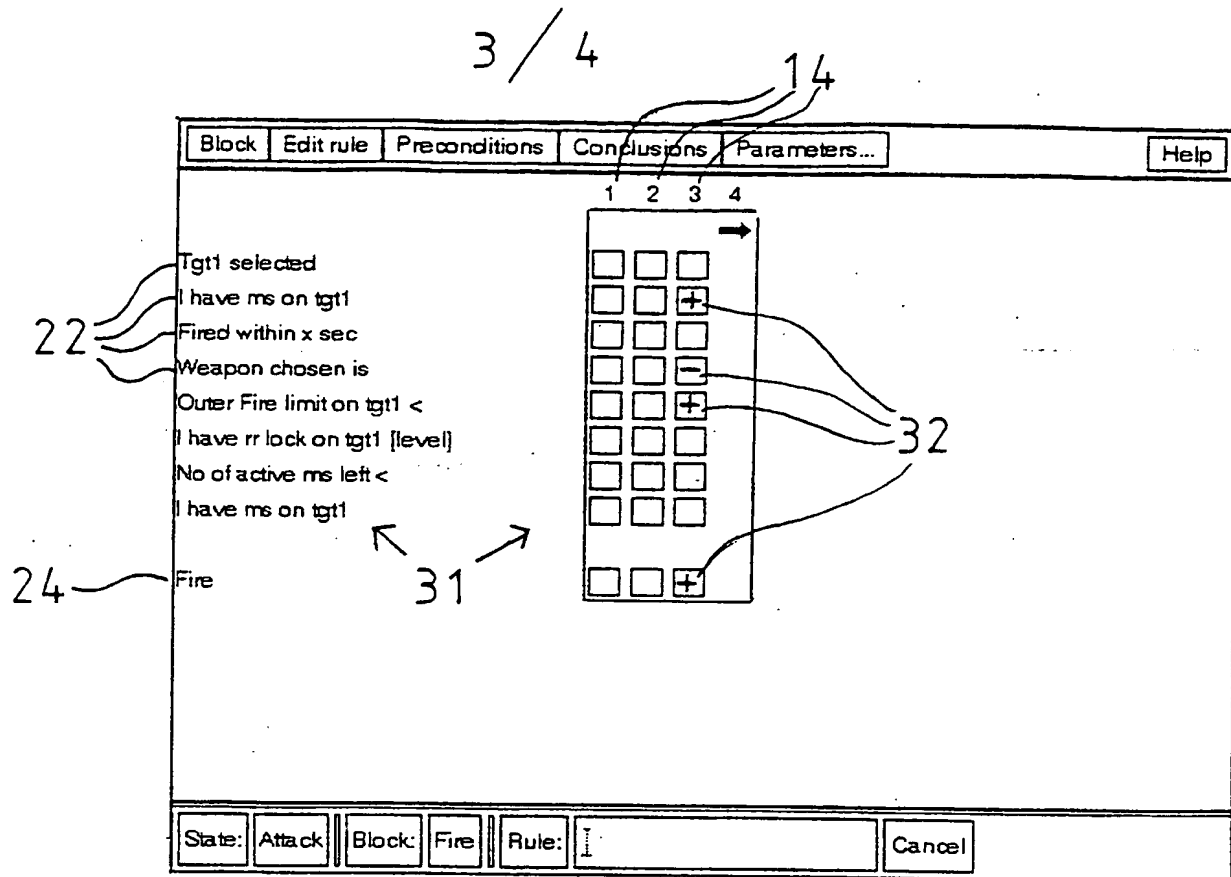 3 / 4
14
Block Edit rule Preconditions Conclusions Parameters... Help
1 2 3 4
Tgt1 selected
I have ms on tgt1 +
22 Fired within x sec
Weapon chosen is −
Outer Fire limit on tgt1 < +
32
I have rr lock on tgt1 [level]
No of active ms left <
I have ms on tgt1
31
24 Fire +
State: Attack Block: Fire Rule: Cancel